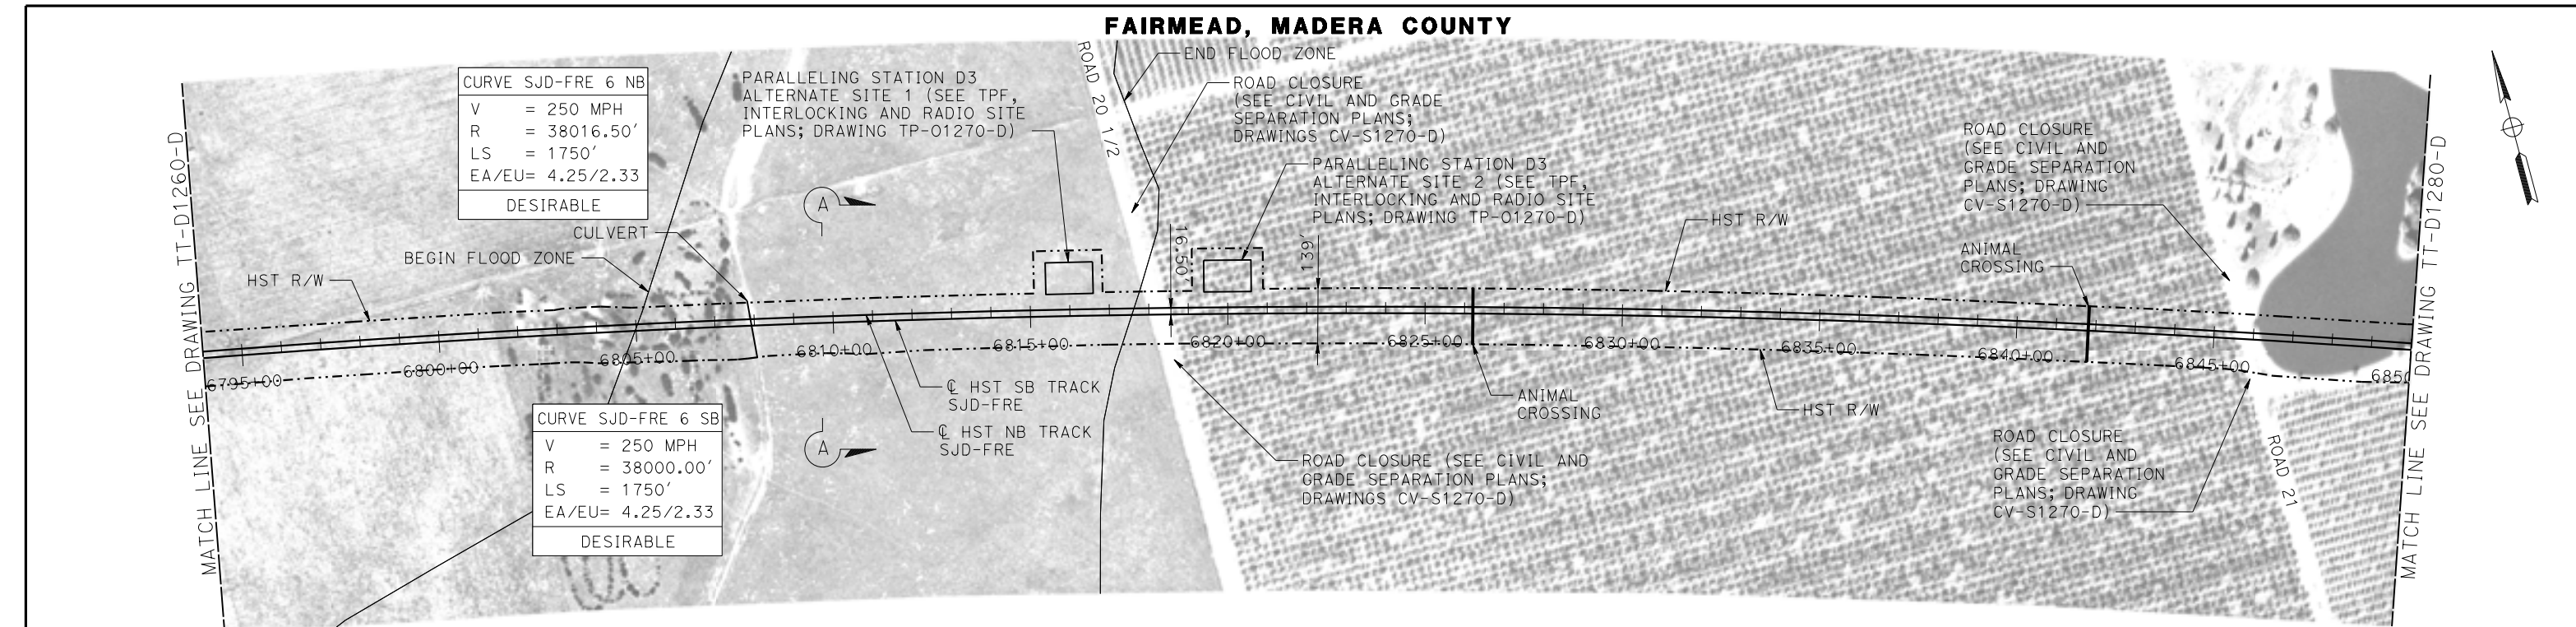 FAIRMEAD, MADERA COUNTY
MATCH LINE SEE DRAWING TT-D1260-D
CURVE SJD-FRE 6 NB
V = 250 MPH
R = 38016.50'
LS = 1750'
EA/EU= 4.25/2.33
DESIRABLE
PARALLELING STATION D3
ALTERNATE SITE 1 (SEE TPF,
INTERLOCKING AND RADIO SITE
PLANS; DRAWING TP-O1270-D)
ROAD 20 1/2
END FLOOD ZONE
ROAD CLOSURE
(SEE CIVIL AND GRADE
SEPARATION PLANS;
DRAWINGS CV-S1270-D)
PARALLELING STATION D3
ALTERNATE SITE 2 (SEE TPF,
INTERLOCKING AND RADIO SITE
PLANS; DRAWING TP-O1270-D)
ROAD CLOSURE
(SEE CIVIL AND
GRADE SEPARATION
PLANS; DRAWING
CV-S1270-D)
A
CULVERT
BEGIN FLOOD ZONE
HST R/W
16.50'
139'
HST R/W
ANIMAL
CROSSING
6795+00
6800+00
6805+00
6810+00
6815+00
6820+00
6825+00
6830+00
6835+00
6840+00
6845+00
685
CURVE SJD-FRE 6 SB
V = 250 MPH
R = 38000.00'
LS = 1750'
EA/EU= 4.25/2.33
DESIRABLE
℄ HST SB TRACK
SJD-FRE
℄ HST NB TRACK
SJD-FRE
A
ANIMAL
CROSSING
HST R/W
ROAD CLOSURE (SEE CIVIL AND
GRADE SEPARATION PLANS;
DRAWINGS CV-S1270-D)
ROAD CLOSURE
(SEE CIVIL AND
GRADE SEPARATION
PLANS; DRAWING
CV-S1270-D)
ROAD 21
MATCH LINE SEE DRAWING TT-D1280-D